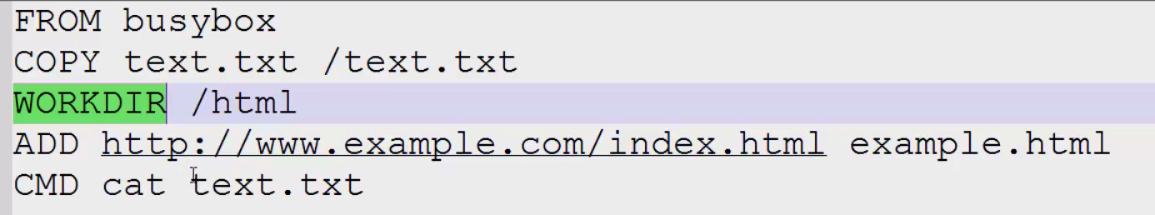 FROM busybox
COPY text.txt /text.txt
WORKDIR /html
ADD http://www.example.com/index.html example.html
CMD cat text.txt